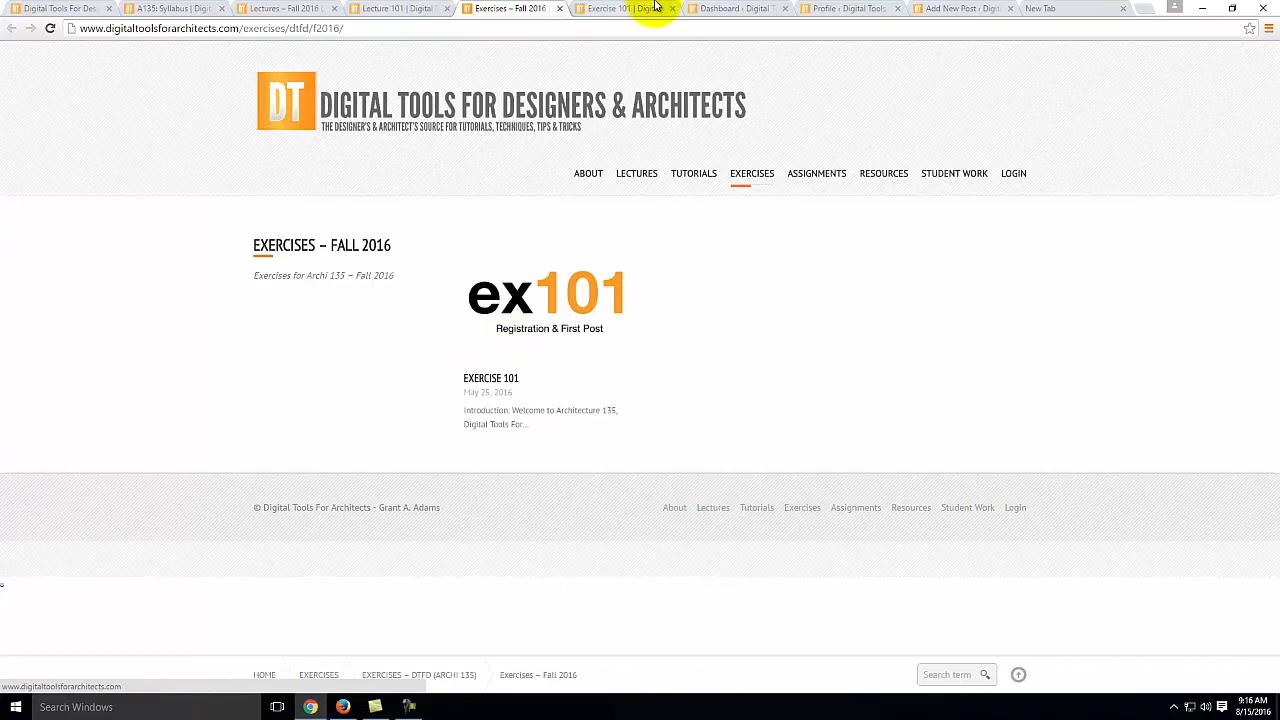 Digital Tools For Des
A135: Syllabus | Digit
Lectures – Fall 2016
Lecture 101 | Digital
Exercises – Fall 2016
Exercise 101 | Digital
Dashboard ‹ Digital T
Profile ‹ Digital Tools
Add New Post ‹ Digit
New Tab
www.digitaltoolsforarchitects.com/exercises/dtfd/f2016/
DT DIGITAL TOOLS FOR DESIGNERS & ARCHITECTS
THE DESIGNER'S & ARCHITECT'S SOURCE FOR TUTORIALS, TECHNIQUES, TIPS & TRICKS
ABOUT LECTURES TUTORIALS EXERCISES ASSIGNMENTS RESOURCES STUDENT WORK LOGIN
EXERCISES – FALL 2016
Exercises for Archi 135 – Fall 2016
ex101
Registration & First Post
EXERCISE 101
May 25, 2016
Introduction: Welcome to Architecture 135,
Digital Tools For...
© Digital Tools For Architects - Grant A. Adams
About Lectures Tutorials Exercises Assignments Resources Student Work Login
HOME EXERCISES EXERCISES – DTFD (ARCHI 135) Exercises – Fall 2016
Search term
www.digitaltoolsforarchitects.com
Search Windows
9:16 AM
8/15/2016